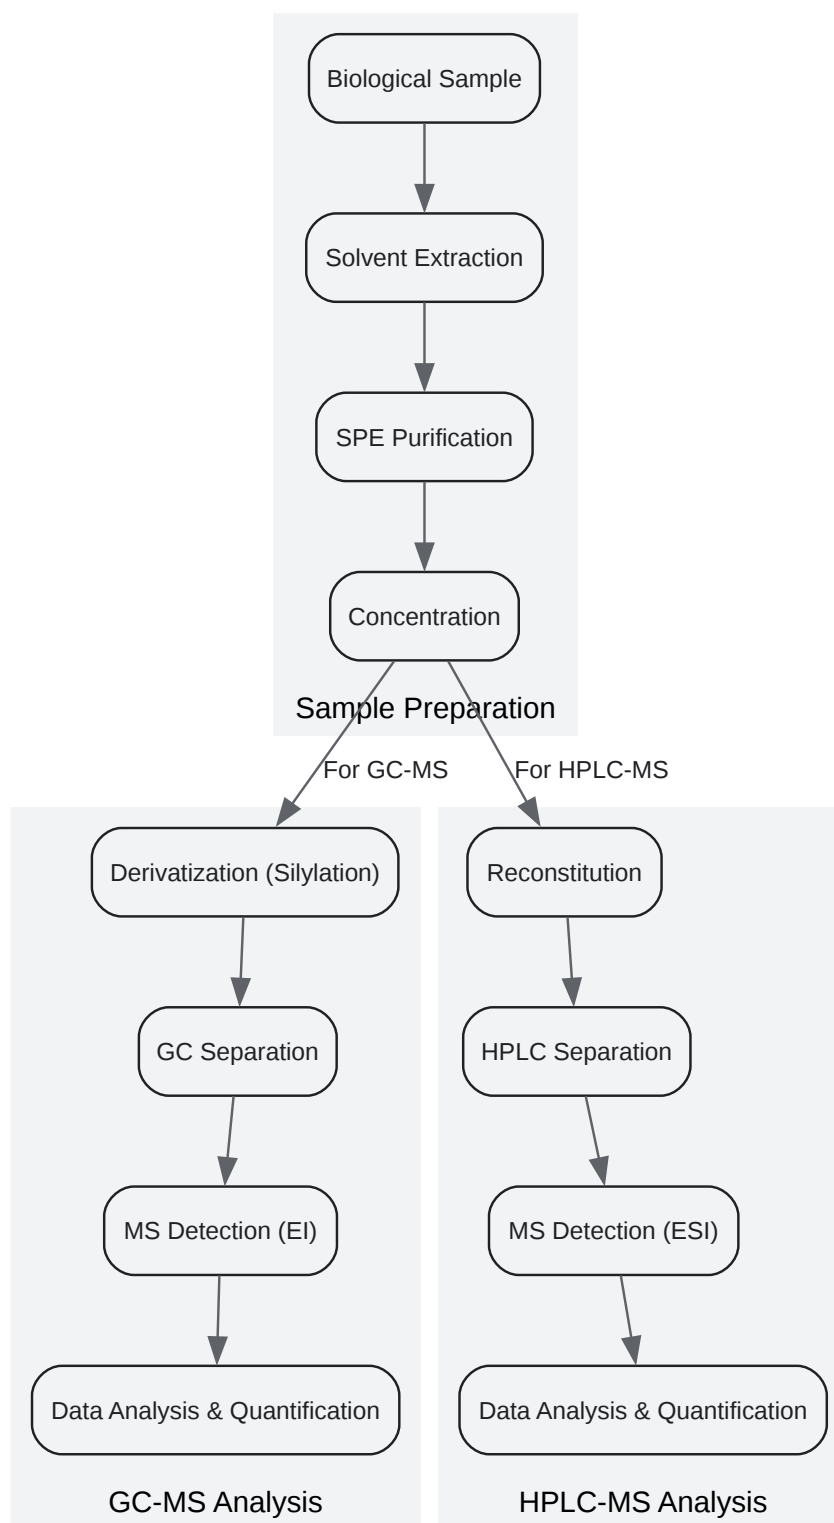 Biological Sample
Solvent Extraction
SPE Purification
Concentration
Sample Preparation
For GC-MS
For HPLC-MS
Derivatization (Silylation)
Reconstitution
GC Separation
HPLC Separation
MS Detection (EI)
MS Detection (ESI)
Data Analysis & Quantification
Data Analysis & Quantification
GC-MS Analysis
HPLC-MS Analysis